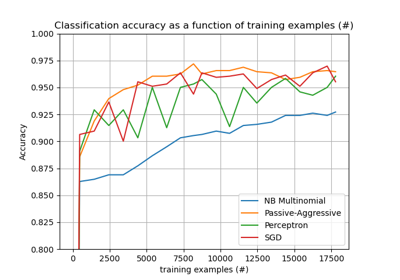 Classification accuracy as a function of training examples (#)
1.000
0.975
0.950
0.925
0.900
0.875
0.850
0.825
0.800
Accuracy
NB Multinomial
Passive-Aggressive
Perceptron
SGD
0 2500 5000 7500 10000 12500 15000 17500
training examples (#)